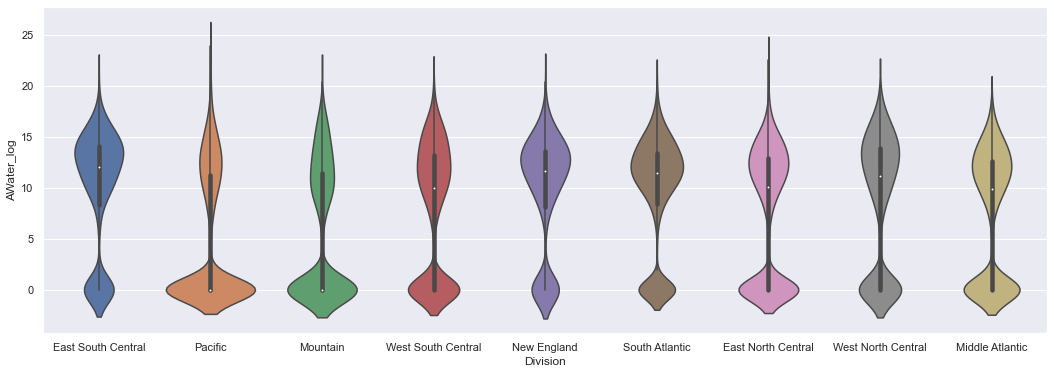 25
20
15
10
5
0
AWater_log
East South Central Pacific Mountain West South Central New England South Atlantic East North Central West North Central Middle Atlantic
Division